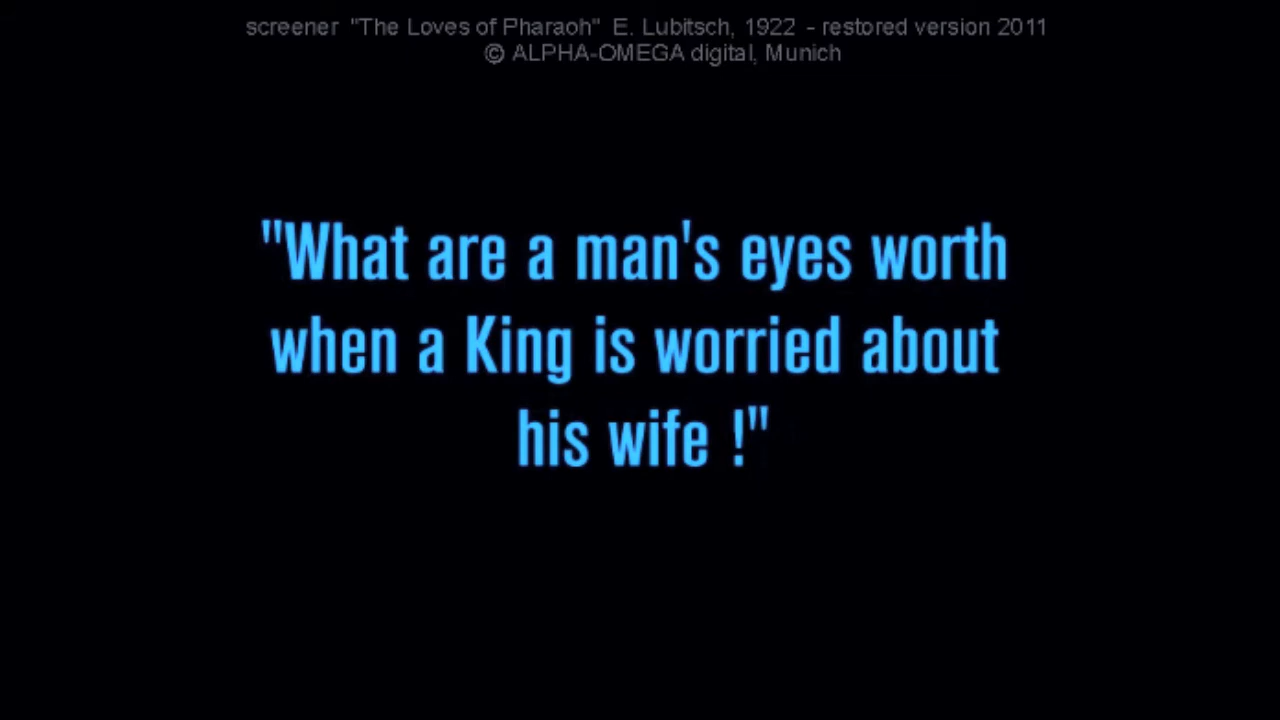 screener "The Loves of Pharaoh" E. Lubitsch, 1922 - restored version 2011
© ALPHA-OMEGA digital, Munich
"What are a man's eyes worth
when a King is worried about
his wife !"